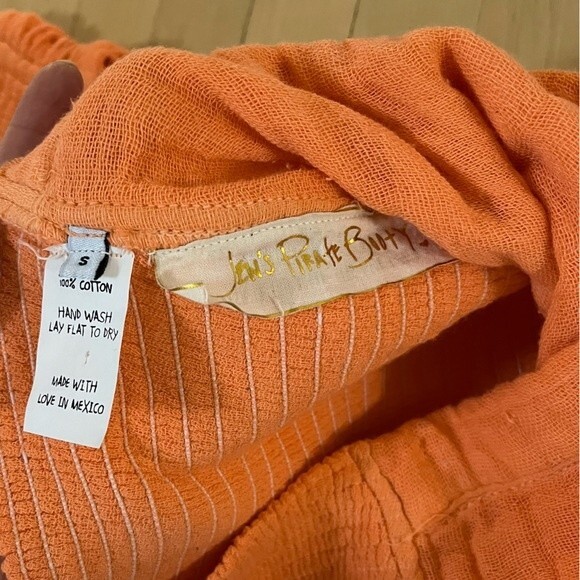 JEN'S PIRATE BOOTY
S
100% COTTON
HAND WASH
LAY FLAT TO DRY
MADE WITH
LOVE IN MEXICO